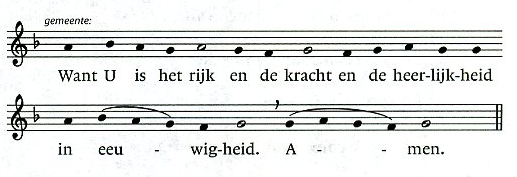 gemeente:
Want U is het rijk en de kracht en de heer-lijk-heid
in eeu - wig-heid. A - - men.